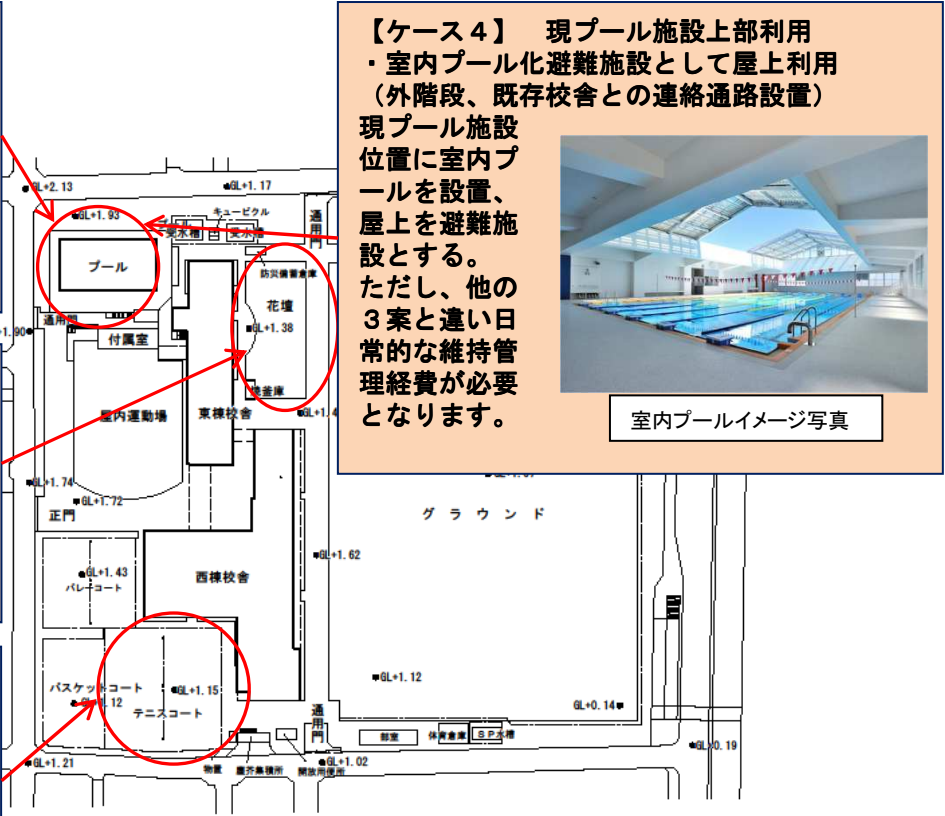 【ケース４】　現プール施設上部利用
・室内プール化避難施設として屋上利用
（外階段、既存校舎との連絡通路設置）
現プール施設
位置に室内プ
ールを設置、
屋上を避難施
設とする。
ただし、他の
３案と違い日
常的な維持管
理経費が必要
となります。
室内プールイメージ写真
GL+2.13
GL+1.17
GL+1.93
キュービクル
通用門
受水槽
受水槽
プール
防災備蓄倉庫
花壇
GL+1.38
1.90
通用門
付属室
屋内運動場
東棟校舎
GL+1.4
GL+1.74
GL+1.72
正門
グラウンド
GL+1.62
GL+1.43
バレーコート
西棟校舎
バスケットコート
GL+1.15
テニスコート
GL+1.12
GL+0.14
通用門
部室
体育倉庫
ＳＰ水槽
GL+1.21
物置
塵芥集積所
開放用便所
GL+1.02
GL+0.19